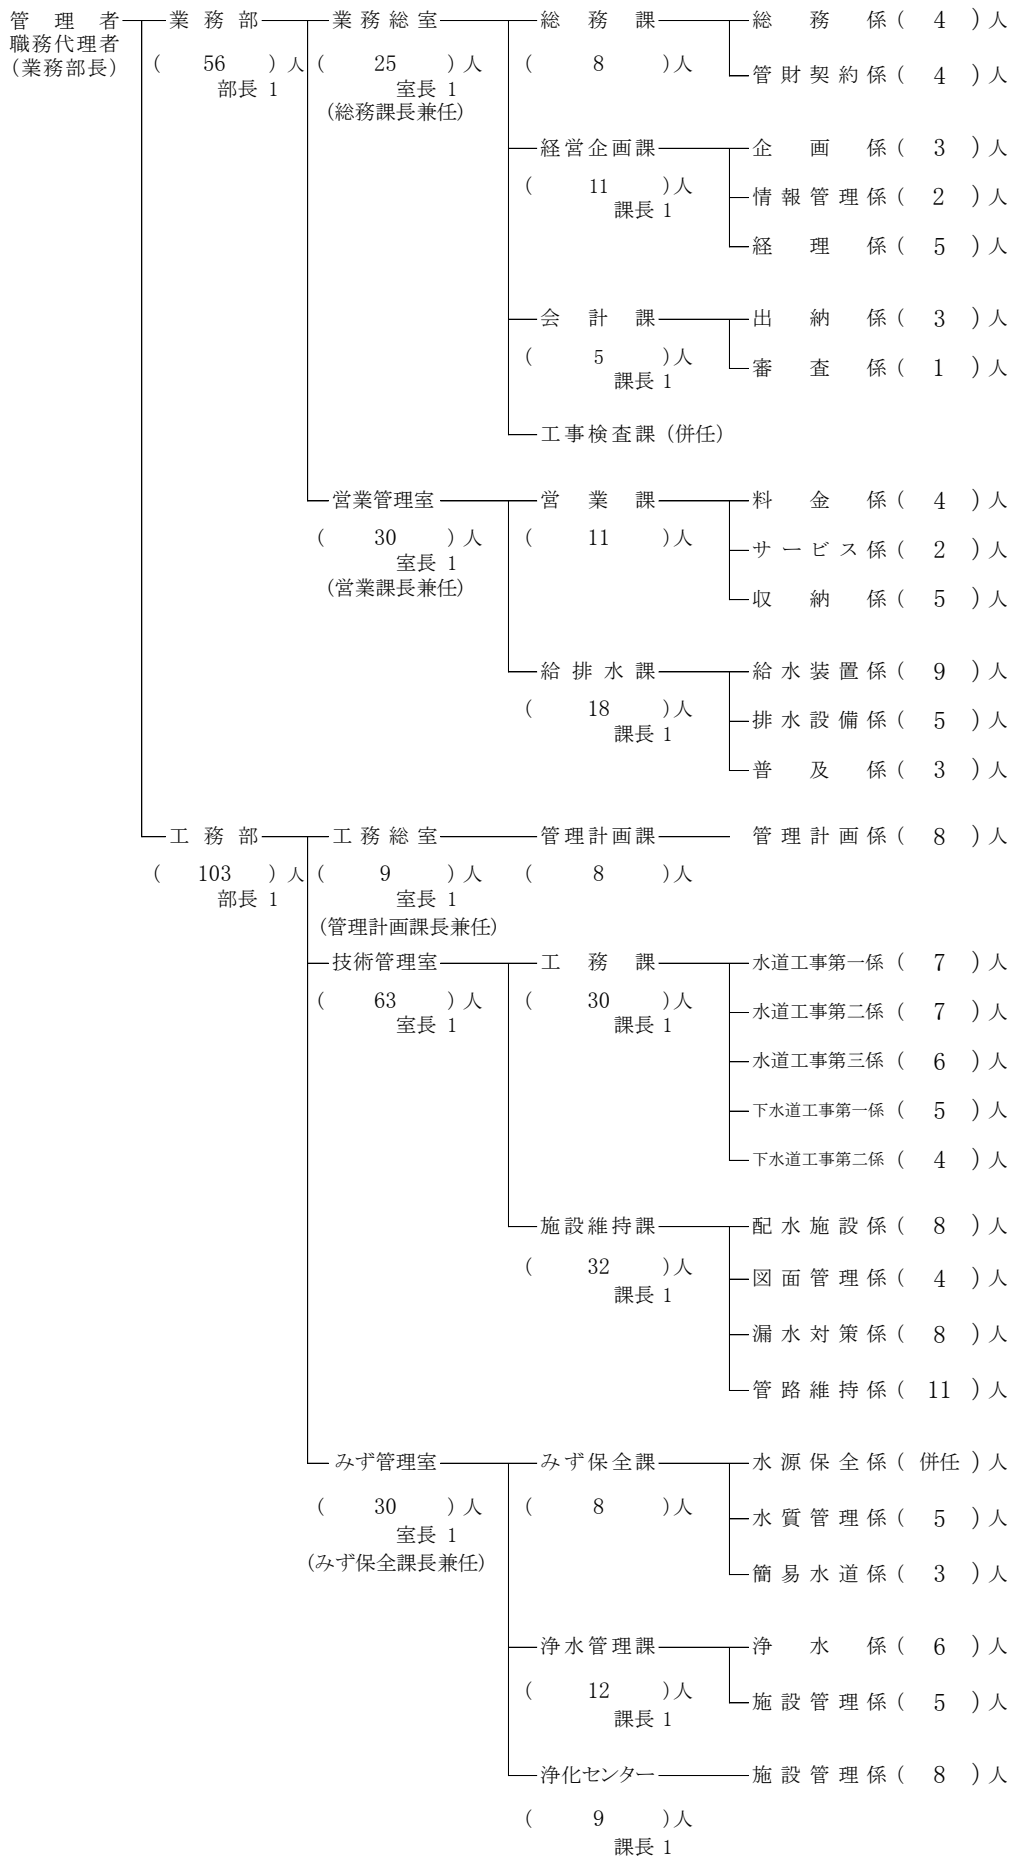 管理者 業務部 業務総室 総務課 総務係( 4 )人
職務代理者
(業務部長) ( 56 )人 ( 25 )人 ( 8 )人 管財契約係( 4 )人
部長 1 室長 1
(総務課長兼任)
経営企画課 企画係( 3 )人
( 11 )人 情報管理係( 2 )人
課長 1
経理係( 5 )人
会計課 出納係( 3 )人
( 5 )人 審査係( 1 )人
課長 1
工事検査課(併任)
営業管理室 営業課 料金係( 4 )人
( 30 )人 ( 11 )人 サービス係( 2 )人
室長 1
(営業課長兼任) 収納係( 5 )人
給排水課 給水装置係( 9 )人
( 18 )人 排水設備係( 5 )人
課長 1
普及係( 3 )人
工務部 工務総室 管理計画課 管理計画係( 8 )人
( 103 )人 ( 9 )人 ( 8 )人
部長 1 室長 1
(管理計画課長兼任)
技術管理室 工務課 水道工事第一係( 7 )人
( 63 )人 ( 30 )人 水道工事第二係( 7 )人
室長 1 課長 1
水道工事第三係( 6 )人
下水道工事第一係( 5 )人
下水道工事第二係( 4 )人
施設維持課 配水施設係( 8 )人
( 32 )人 図面管理係( 4 )人
課長 1
漏水対策係( 8 )人
管路維持係( 11 )人
みず管理室 みず保全課 水源保全係( 併任 )人
( 30 )人 ( 8 )人 水質管理係( 5 )人
室長 1
(みず保全課長兼任) 簡易水道係( 3 )人
浄水管理課 浄水係( 6 )人
( 12 )人 施設管理係( 5 )人
課長 1
浄化センター 施設管理係( 8 )人
( 9 )人
課長 1